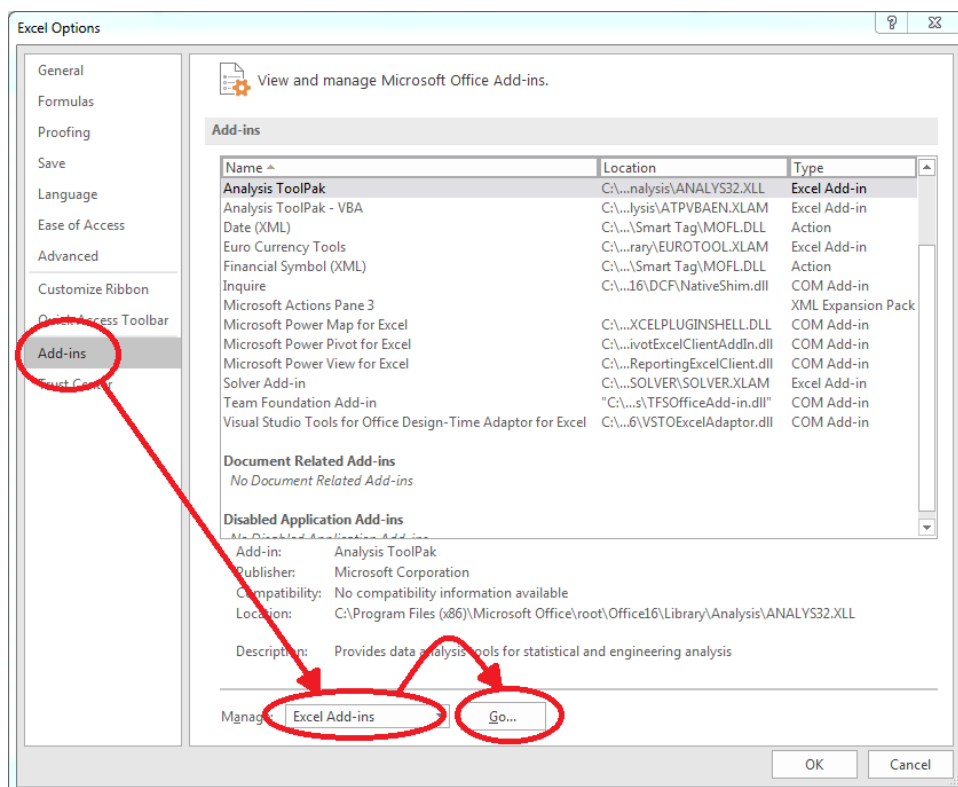 Excel Options
General
Formulas
Proofing
Save
Language
Ease of Access
Advanced
Customize Ribbon
Quick Access Toolbar
Add-ins
Trust Center
View and manage Microsoft Office Add-ins.
Add-ins
Name Location Type
Analysis ToolPak C:\...nalysis\ANALYS32.XLL Excel Add-in
Analysis ToolPak - VBA C:\...lysis\ATPVBAEN.XLAM Excel Add-in
Date (XML) C:\...\Smart Tag\MOFL.DLL Action
Euro Currency Tools C:\...rary\EUROTOOL.XLAM Excel Add-in
Financial Symbol (XML) C:\...\Smart Tag\MOFL.DLL Action
Inquire C:\...16\DCF\NativeShim.dll COM Add-in
Microsoft Actions Pane 3 XML Expansion Pack
Microsoft Power Map for Excel C:\...XCELPLUGINSHELL.DLL COM Add-in
Microsoft Power Pivot for Excel C:\...ivotExcelClientAddIn.dll COM Add-in
Microsoft Power View for Excel C:\...ReportingExcelClient.dll COM Add-in
Solver Add-in C:\...SOLVER\SOLVER.XLAM Excel Add-in
Team Foundation Add-in "C:\...s\TFSOfficeAdd-in.dll" COM Add-in
Visual Studio Tools for Office Design-Time Adaptor for Excel C:\...6\VSTOExcelAdaptor.dll COM Add-in
Document Related Add-ins
No Document Related Add-ins
Disabled Application Add-ins
No Disabled Application Add-ins
Add-in: Analysis ToolPak
Publisher: Microsoft Corporation
Compatibility: No compatibility information available
Location: C:\Program Files (x86)\Microsoft Office\root\Office16\Library\Analysis\ANALYS32.XLL
Description: Provides data analysis tools for statistical and engineering analysis
Manage: Excel Add-ins Go...
OK Cancel